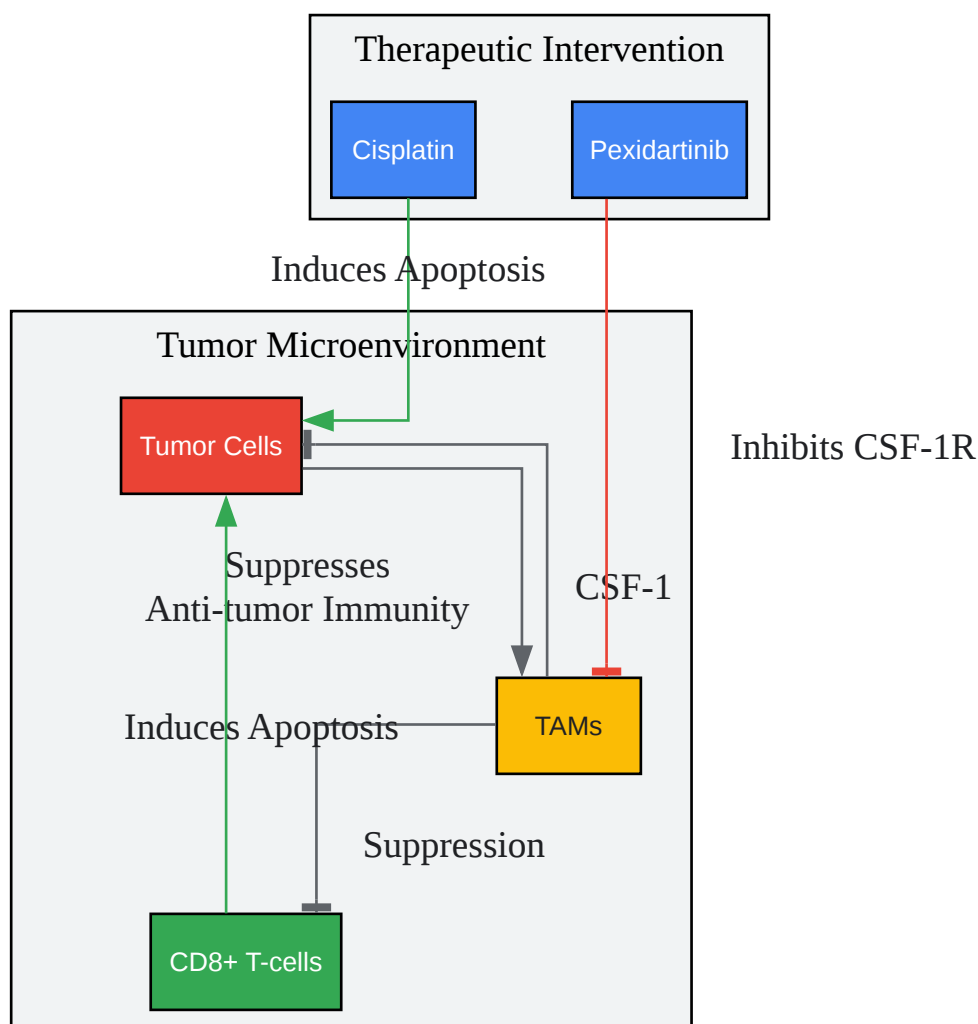 Therapeutic Intervention
Cisplatin
Pexidartinib
Induces Apoptosis
Tumor Microenvironment
Tumor Cells
Inhibits CSF-1R
Suppresses
Anti-tumor Immunity
CSF-1
Induces Apoptosis
TAMs
Suppression
CD8+ T-cells